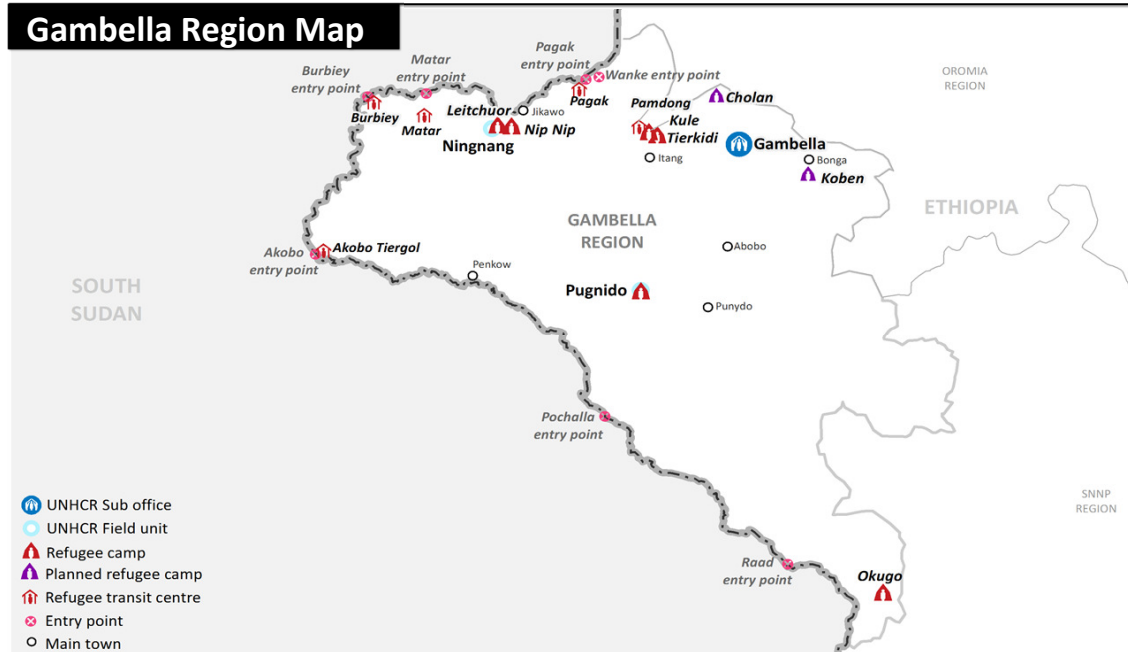 Gambella Region Map
Pagak
entry point
Matar
entry point
Burbiey
entry point
Wanke entry point
OROMIA
REGION
Pagak
Pamdong
Cholan
Leitchuor
Jikawo
Burbiey
Matar
Kule
Nip Nip
Tierkidi
Ningnang
Gambella
Itang
Bonga
Koben
ETHIOPIA
GAMBELLA
REGION
Akobo
entry point
Akobo Tiergol
Abobo
Penkow
SOUTH
SUDAN
Pugnido
Punydo
Pochalla
entry point
SNNP
REGION
Raad
entry point
Okugo
UNHCR Sub office
UNHCR Field unit
Refugee camp
Planned refugee camp
Refugee transit centre
Entry point
Main town